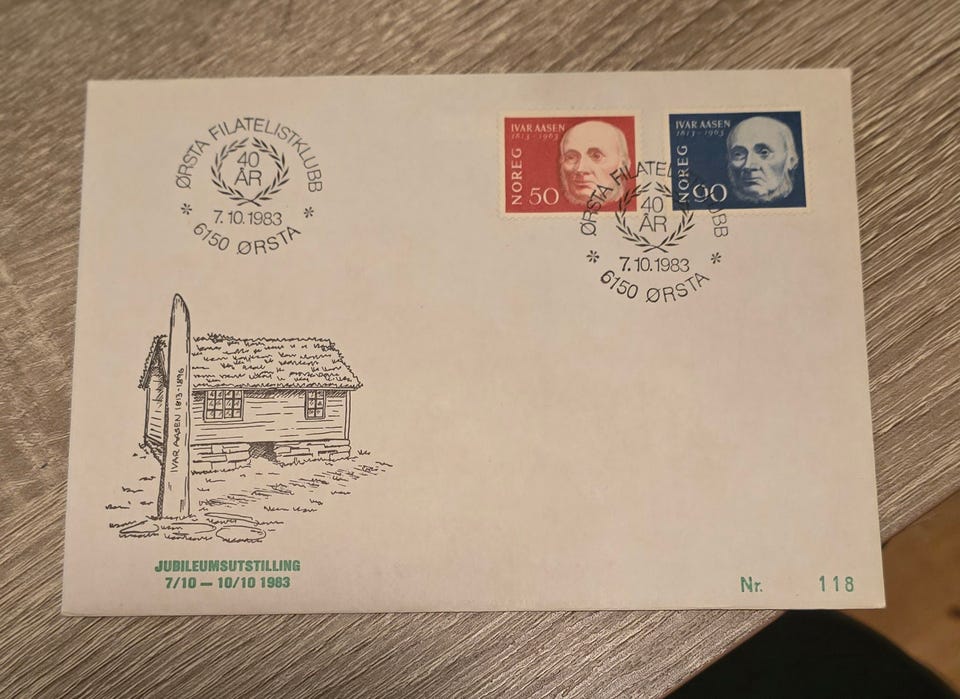 ØRSTA FILATELISTKLUBB
40
ÅR
7.10.1983
* 6150 ØRSTA *
IVAR AASEN
1813-1963
NOREG
50
IVAR AASEN
1813-1963
NOREG
90
ØRSTA FILATELISTKLUBB
40
ÅR
7.10.1983
* 6150 ØRSTA *
IVAR AASEN 1813-1896
JUBILEUMSUTSTILLING
7/10 — 10/10 1983
Nr. 118